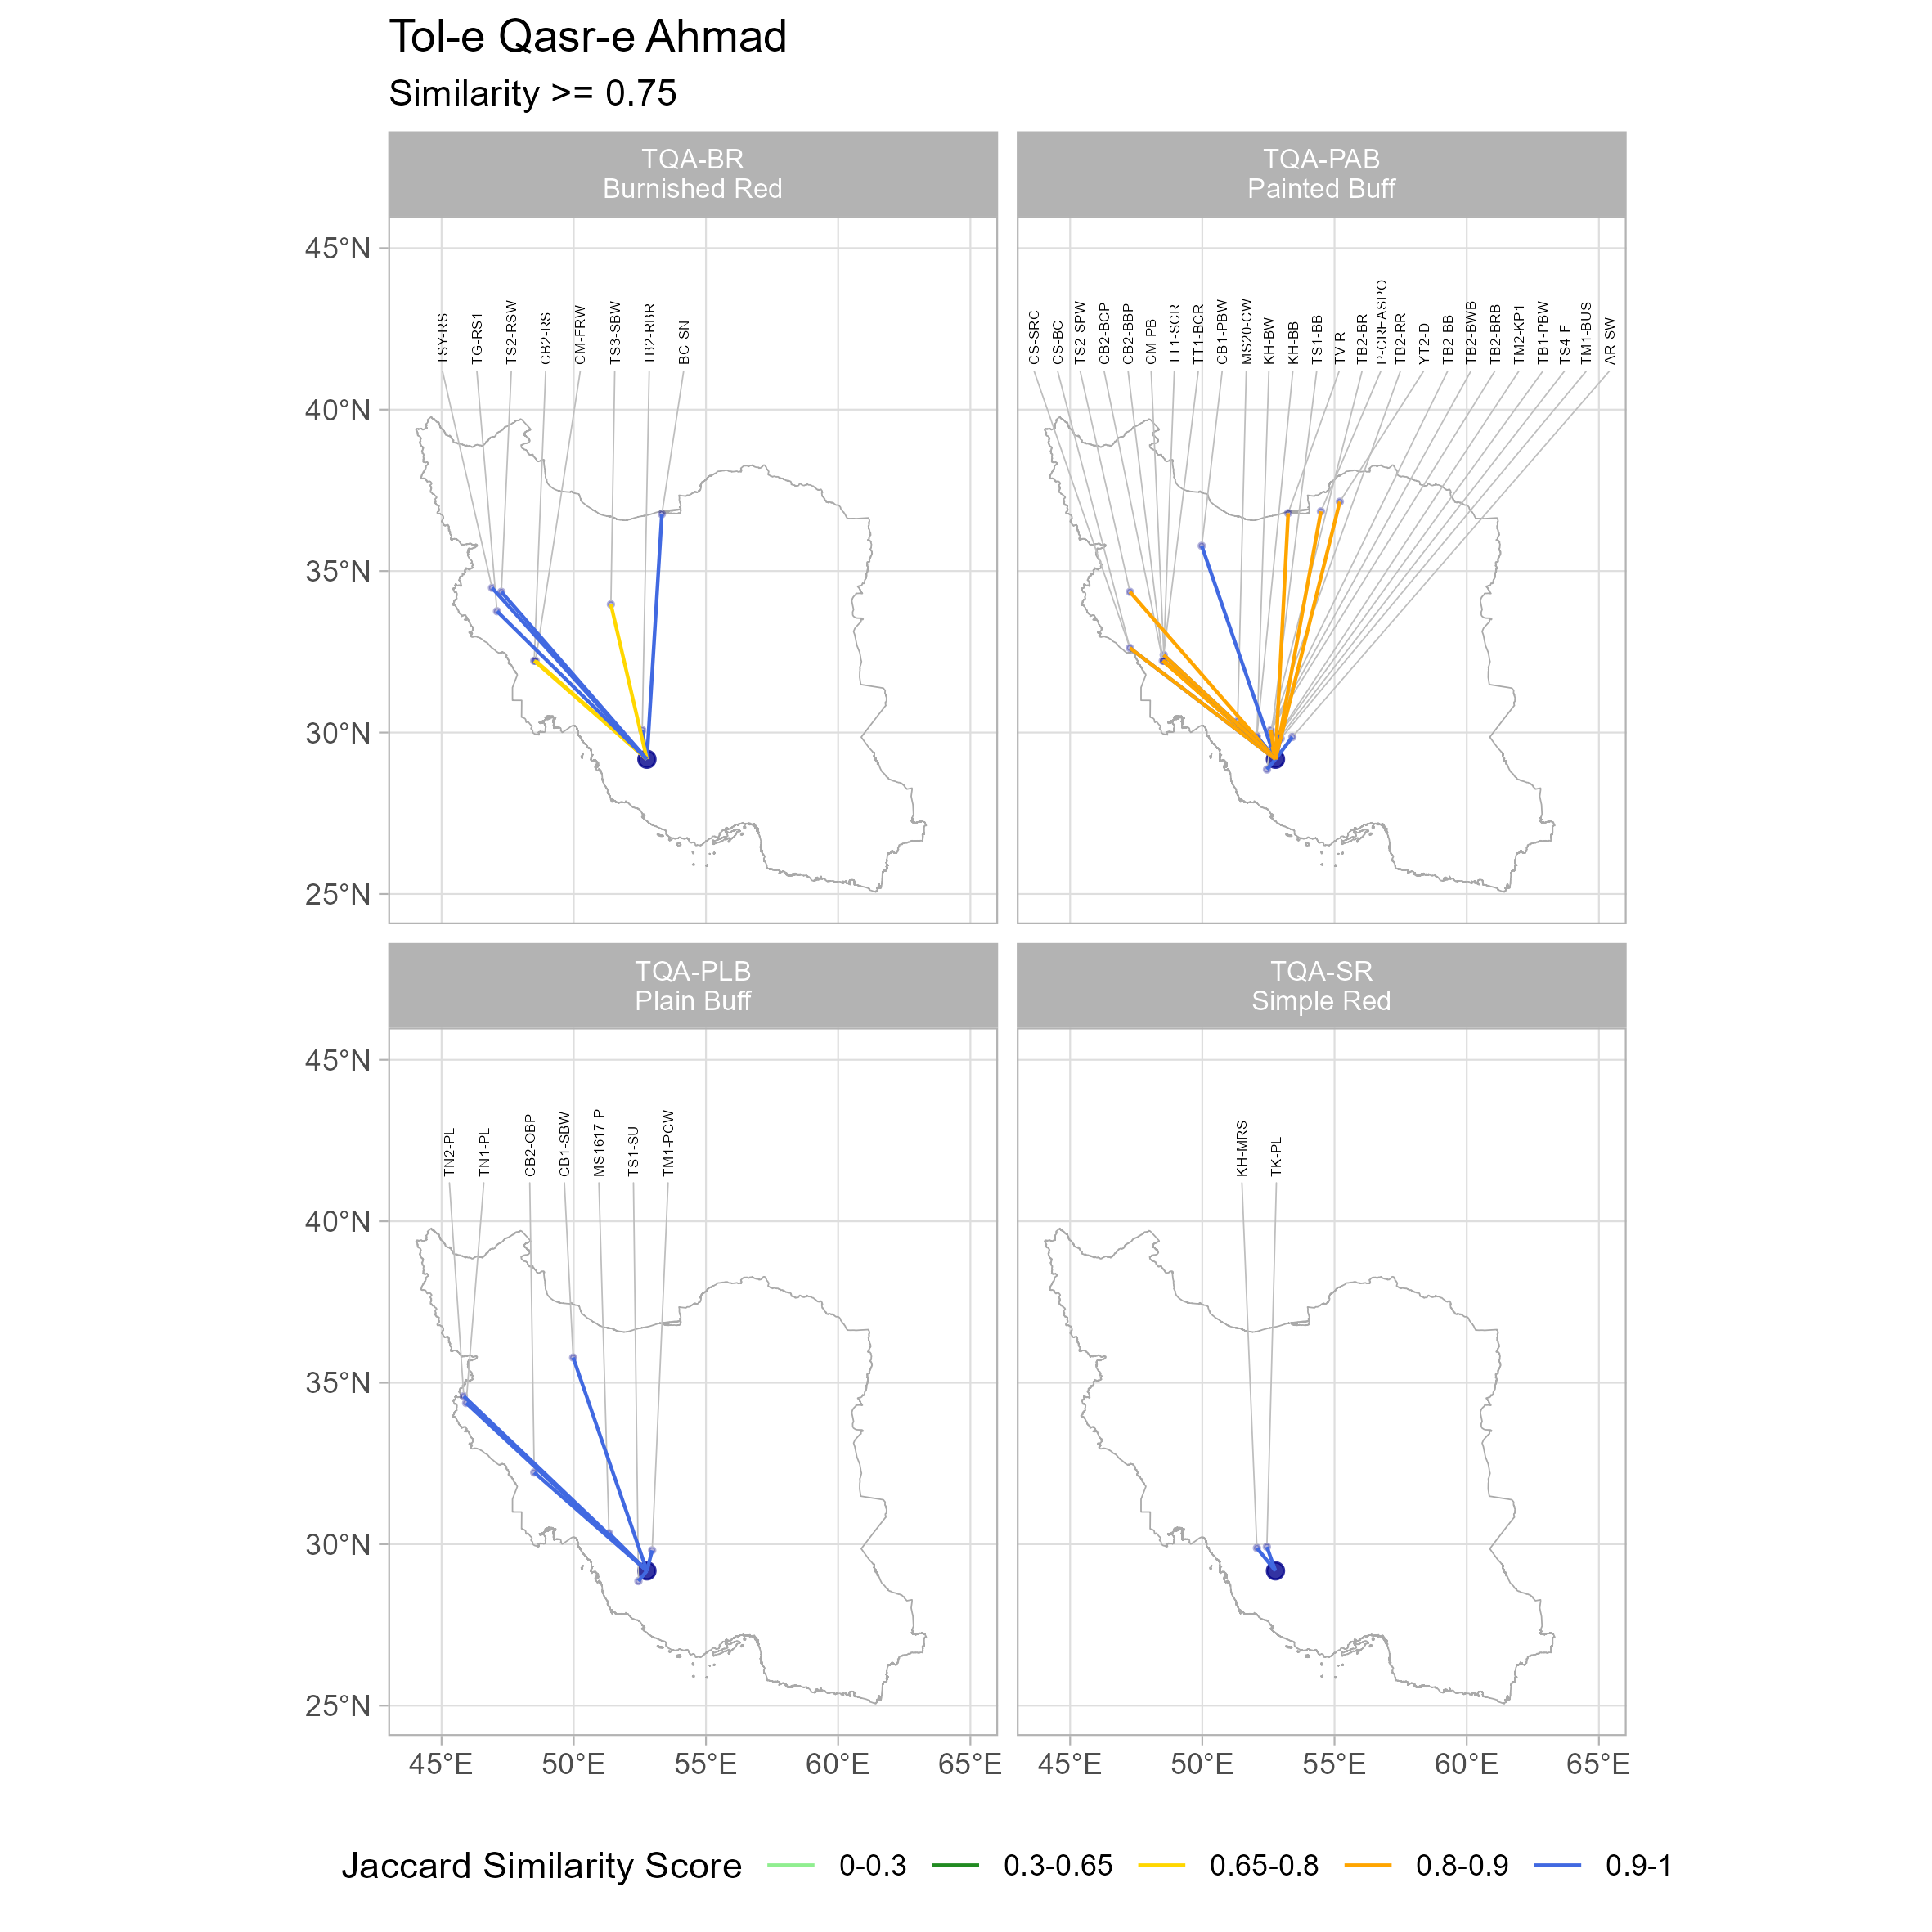 Tol-e Qasr-e Ahmad
Similarity >= 0.75
TQA-BR
Burnished Red
TQA-PAB
Painted Buff
45°N
40°N
35°N
30°N
25°N
TSY-RS
TG-RS1
TS2-RSW
CB2-RS
CM-FRW
TS3-SBW
TB2-RBR
BC-SN
CS-SRC
CS-BC
TS2-SPW
CB2-BCP
CB2-BBP
CM-PB
TT1-SCR
TT1-BCR
CB1-PBW
MS20-CW
KH-BW
KH-BB
TS1-BB
TV-R
TB2-BR
P-CREASPO
TB2-RR
YT2-D
TB2-BB
TB2-BWB
TB2-BRB
TM2-KP1
TB1-PBW
TS4-F
TM1-BUS
AR-SW
TQA-PLB
Plain Buff
TQA-SR
Simple Red
45°N
40°N
35°N
30°N
25°N
TN2-PL
TN1-PL
CB2-OBP
CB1-SBW
MS1617-P
TS1-SU
TM1-PCW
KH-MRS
TK-PL
45°E 50°E 55°E 60°E 65°E
45°E 50°E 55°E 60°E 65°E
Jaccard Similarity Score 0-0.3 0.3-0.65 0.65-0.8 0.8-0.9 0.9-1